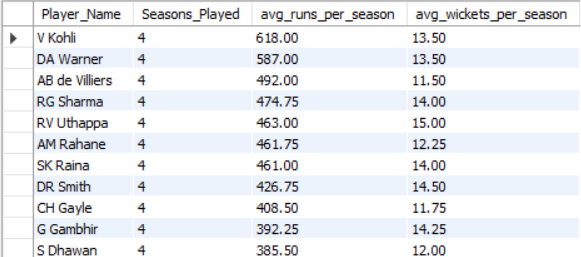 Player_Name Seasons_Played avg_runs_per_season avg_wickets_per_season
V Kohli 4 618.00 13.50
DA Warner 4 587.00 13.50
AB de Villiers 4 492.00 11.50
RG Sharma 4 474.75 14.00
RV Uthappa 4 463.00 15.00
AM Rahane 4 461.75 12.25
SK Raina 4 461.00 14.00
DR Smith 4 426.75 14.50
CH Gayle 4 408.50 11.75
G Gambhir 4 392.25 14.25
S Dhawan 4 385.50 12.00